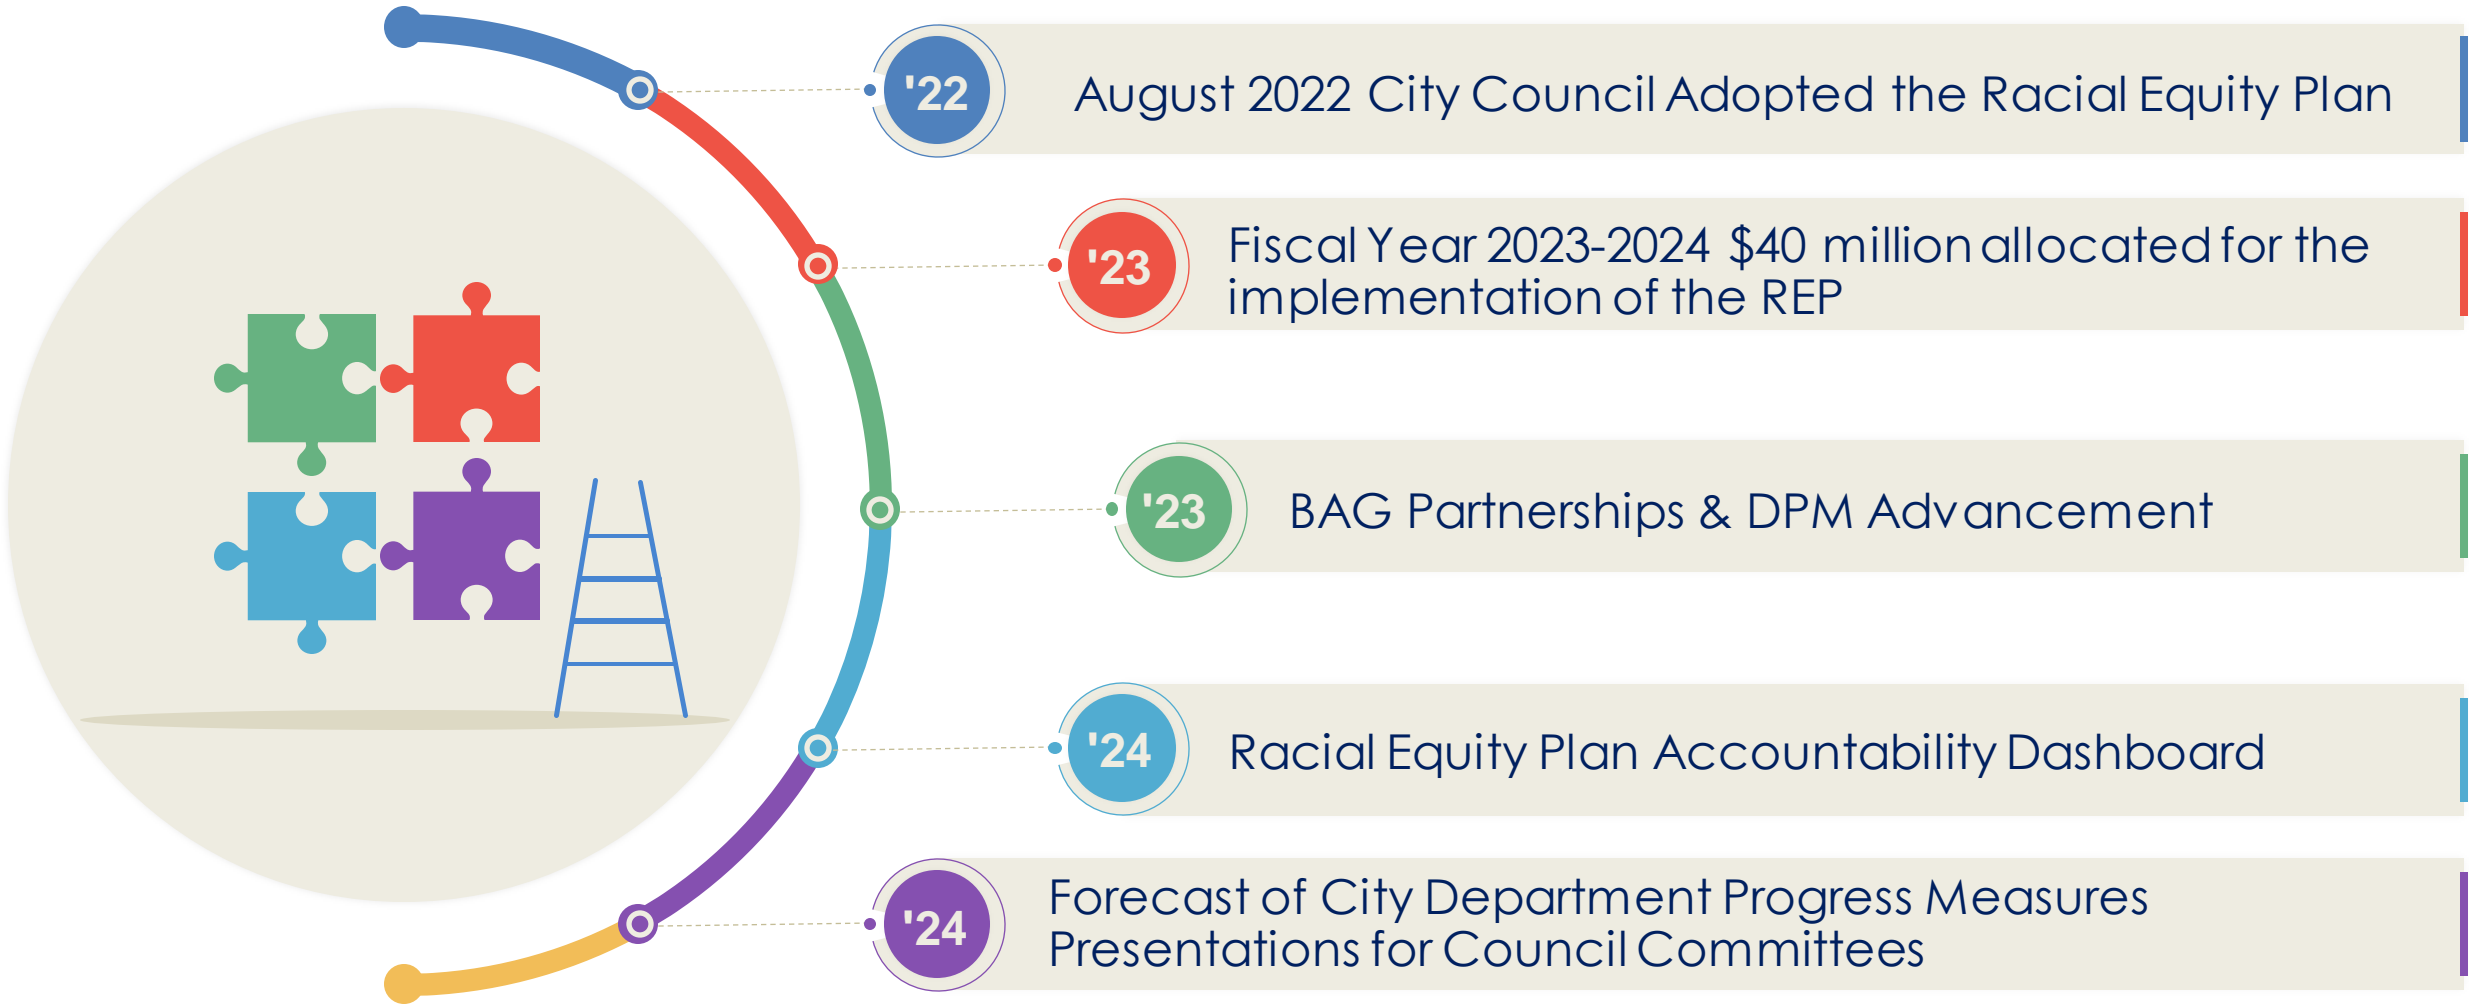 '22
August 2022 City Council Adopted the Racial Equity Plan
'23
Fiscal Year 2023-2024 $40 million allocated for the
implementation of the REP
'23
BAG Partnerships & DPM Advancement
'24
Racial Equity Plan Accountability Dashboard
'24
Forecast of City Department Progress Measures
Presentations for Council Committees